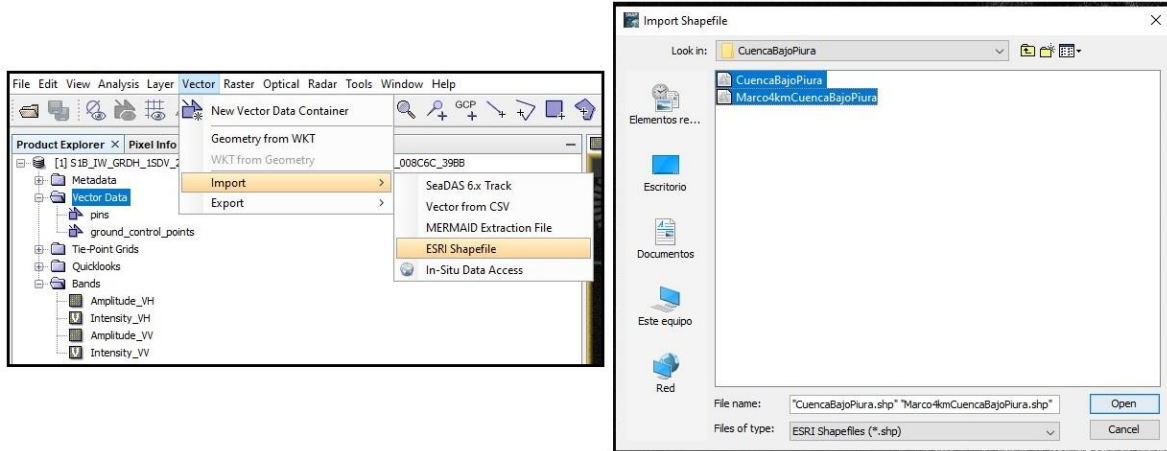 File Edit View Analysis Layer Vector Raster Optical Radar Tools Window Help
GCP
New Vector Data Container
Geometry from WKT
WKT from Geometry
Import
Export
SeaDAS 6.x Track
Vector from CSV
MERMAID Extraction File
ESRI Shapefile
In-Situ Data Access
Product Explorer Pixel Info
[1] S1B_IW_GRDH_1SDV_2 _008C6C_39BB
Metadata
Vector Data
pins
ground_control_points
Tie-Point Grids
Quicklooks
Bands
Amplitude_VH
Intensity_VH
Amplitude_VV
Intensity_VV
Import Shapefile
Look in: CuencaBajoPiura
CuencaBajoPiura
Marco4kmCuencaBajoPiura
Elementos re...
Escritorio
Documentos
Este equipo
Red
File name: "CuencaBajoPiura.shp" "Marco4kmCuencaBajoPiura.shp" Open
Files of type: ESRI Shapefiles (*.shp) Cancel